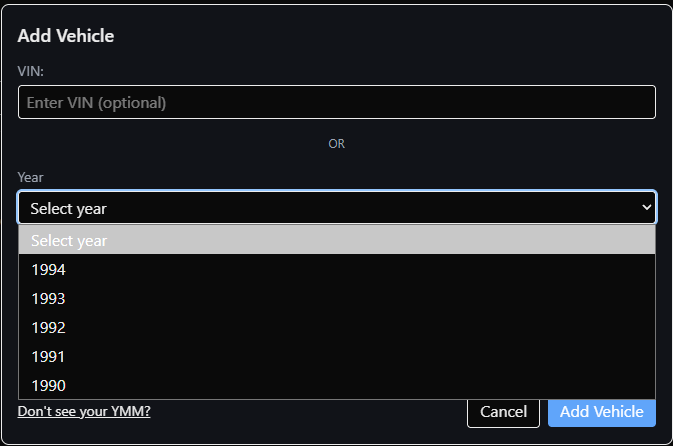 Add Vehicle
VIN:
Enter VIN (optional)
OR
Year
Select year
Select year
1994
1993
1992
1991
1990
Don't see your YMM?
Cancel
Add Vehicle